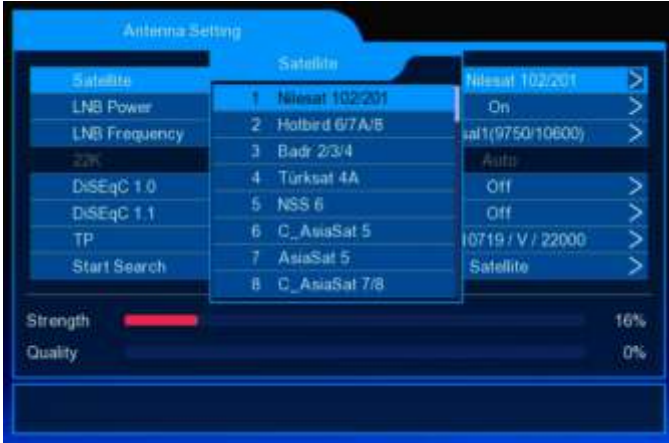 Antenna Setting
Satellite
Satellite Nilesat 102/201 >
1 Nilesat 102/201
LNB Power On >
2 Hotbird 6/7A/8
LNB Frequency sal1(9750/10600) >
3 Badr 2/3/4
22K Auto
4 Türksat 4A
DiSEqC 1.0 Off >
5 NSS 6
DiSEqC 1.1 Off >
6 C_AsiaSat 5
TP 10719 / V / 22000 >
7 AsiaSat 5
Start Search Satellite >
8 C_AsiaSat 7/8
Strength 16%
Quality 0%